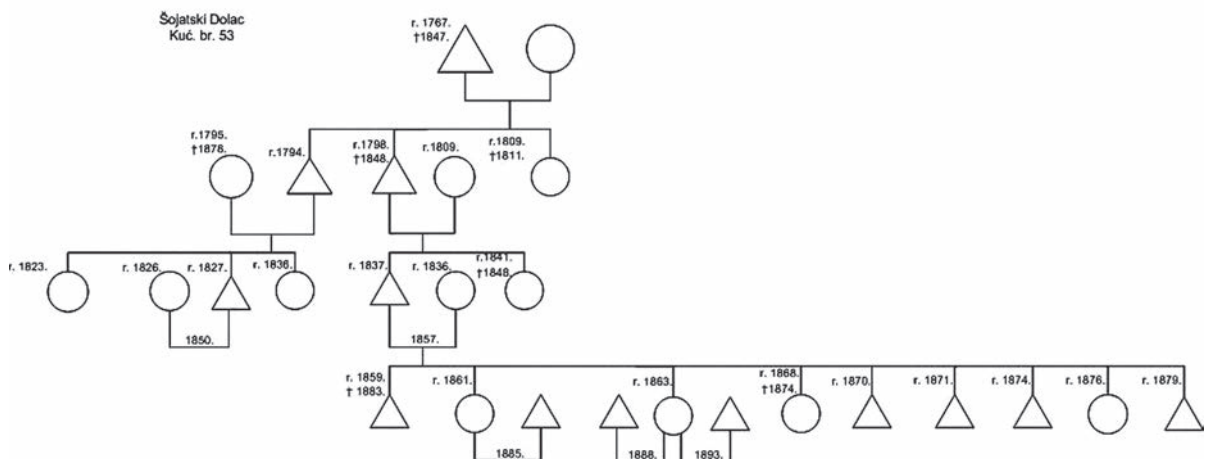 Šojatski Dolac
Kuć. br. 53
r. 1767.
†1847.
r.1795.
†1878.
r.1794.
r.1798.
†1848.
r.1809.
r.1809.
†1811.
r. 1823.
r. 1826.
r. 1827.
r. 1836.
r. 1837.
r. 1836.
r.1841.
†1848.
1850.
1857.
r. 1859.
† 1883.
r. 1861.
r. 1863.
r. 1868.
†1874.
r. 1870.
r. 1871.
r. 1874.
r. 1876.
r. 1879.
1885.
1888.
1893.